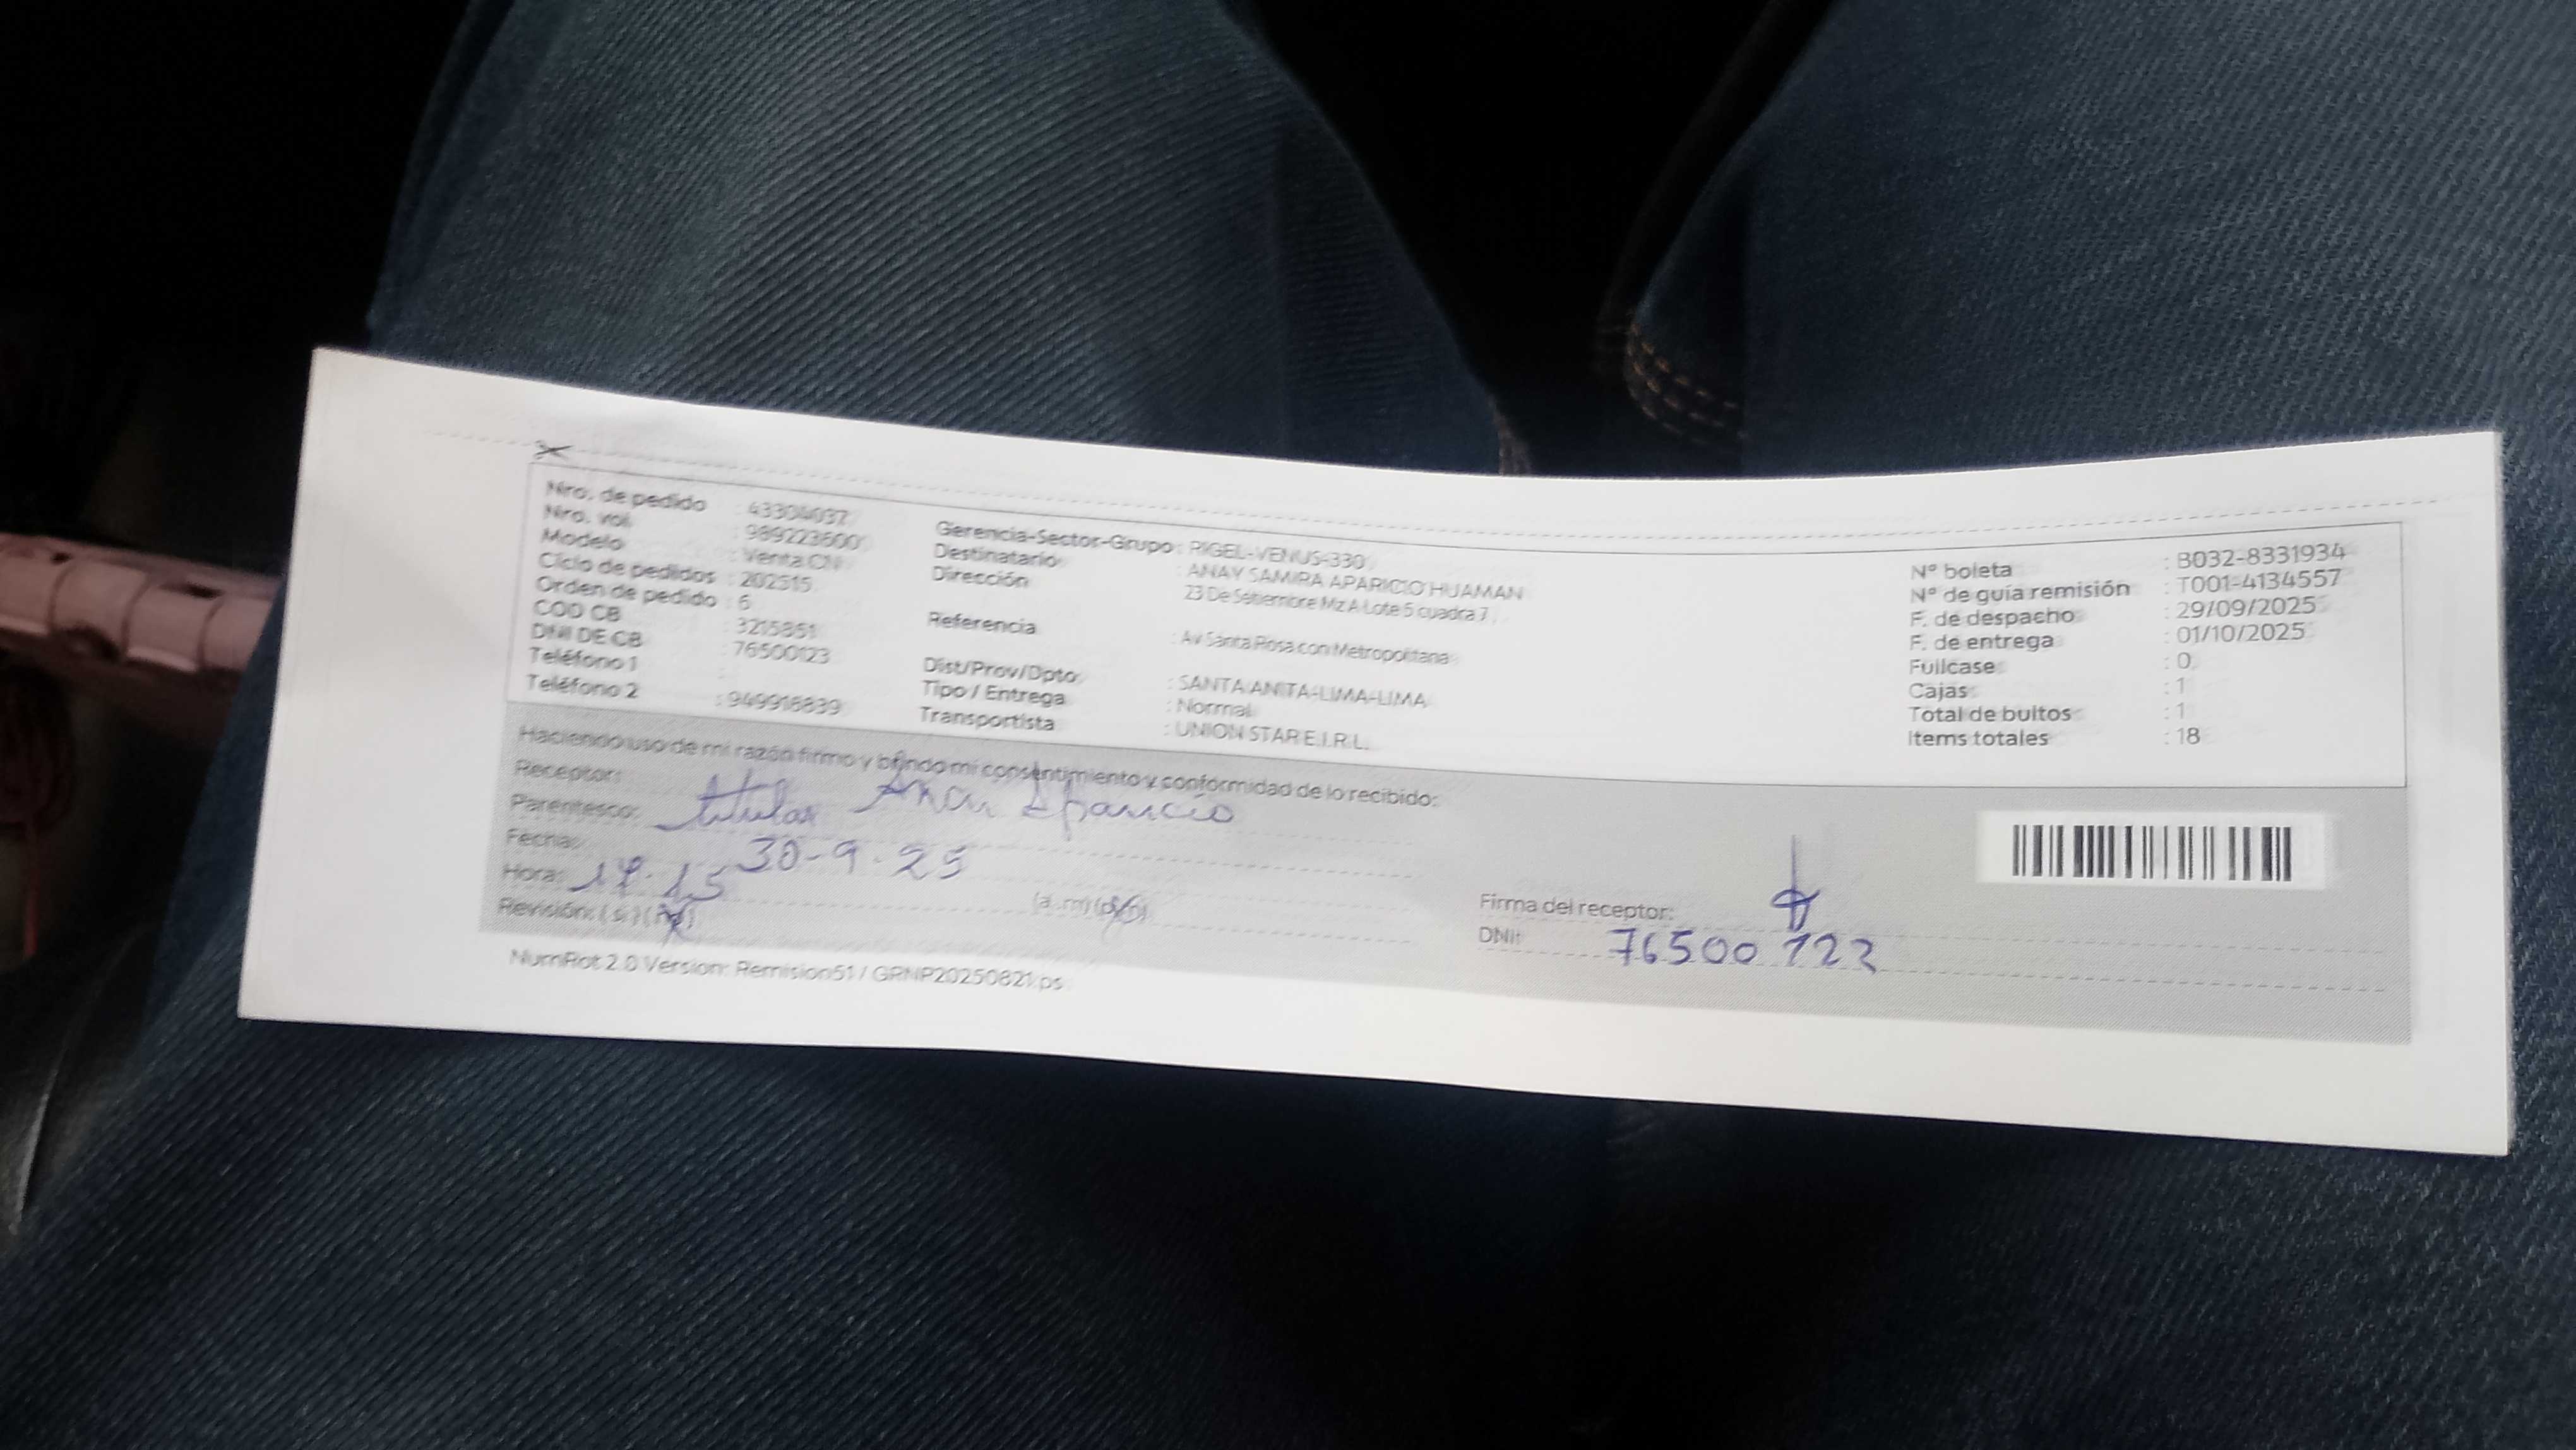 Nro. de pedido : 43304037
Nro. vol. : 989223600
Modelo : Venta CN
Ciclo de pedidos : 202515
Orden de pedido : 6
COD CB : 3215851
DNI DE CB : 76500123
Teléfono 1 :
Teléfono 2 : 949918839
Gerencia-Sector-Grupo : RIGEL-VENUS-330
Destinatario : ANAY SAMIRA APARICIO HUAMAN
Dirección 23 De Setiembre Mz A Lote 5 cuadra 7
Referencia : Av Santa Rosa con Metropolitana
Dist/Prov/Dpto : SANTA ANITA-LIMA-LIMA
Tipo / Entrega : Normal
Transportista : UNION STAR E.I.R.L.
Nº boleta : B032-8331934
Nº de guía remisión : T001-4134557
F. de despacho : 29/09/2025
F. de entrega : 01/10/2025
Fullcase : 0
Cajas : 1
Total de bultos : 1
Items totales : 18
Haciendo uso de mi razón firmo y brindo mi consentimiento y conformidad de lo recibido:
Receptor: Anay Aparicio
Parentesco: titular
Fecha: 30-9-25
Hora: (a.m) (p.m)
Revisión: (si) (no)
Firma del receptor:
DNI: 76500123
NumRot 2.0 Version: Remision51 / GRNP20250821.ps